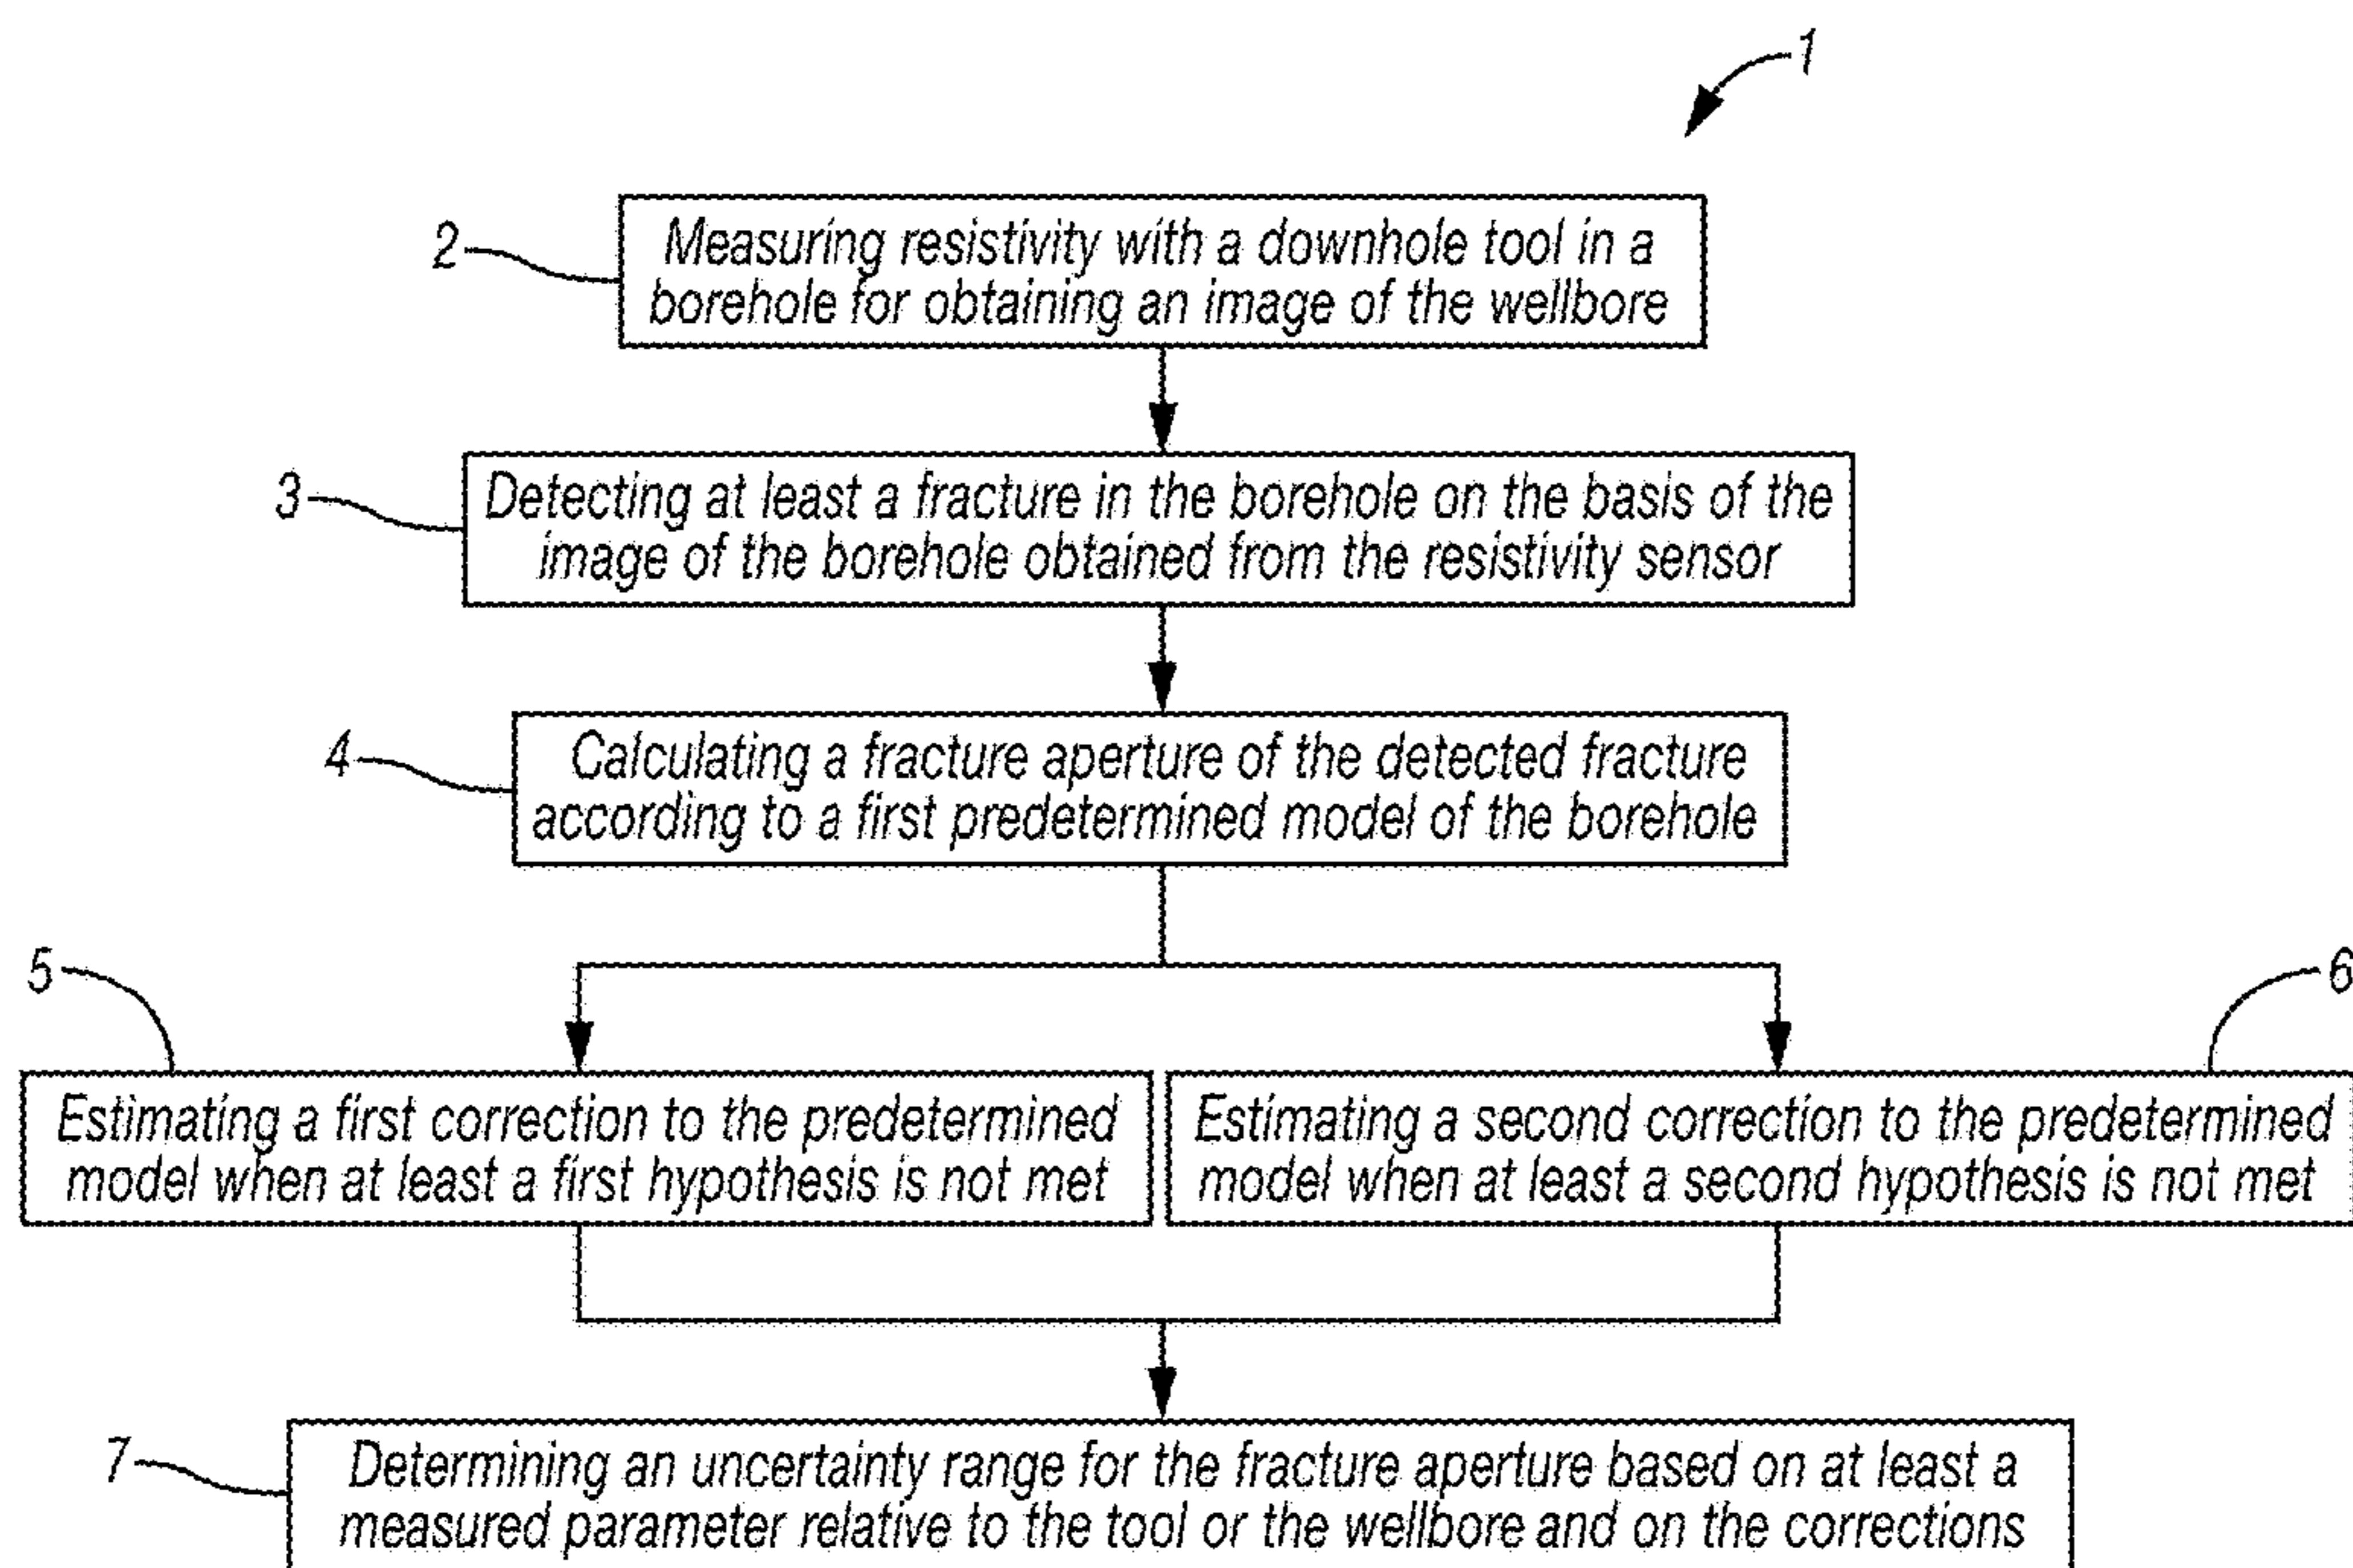 1
2
Measuring resistivity with a downhole tool in a
borehole for obtaining an image of the wellbore
3
Detecting at least a fracture in the borehole on the basis of the
image of the borehole obtained from the resistivity sensor
4
Calculating a fracture aperture of the detected fracture
according to a first predetermined model of the borehole
5
6
Estimating a first correction to the predetermined
model when at least a first hypothesis is not met
Estimating a second correction to the predetermined
model when at least a second hypothesis is not met
7
Determining an uncertainty range for the fracture aperture based on at least a
measured parameter relative to the tool or the wellbore and on the corrections